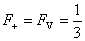 F₊ = F_V = 1/3